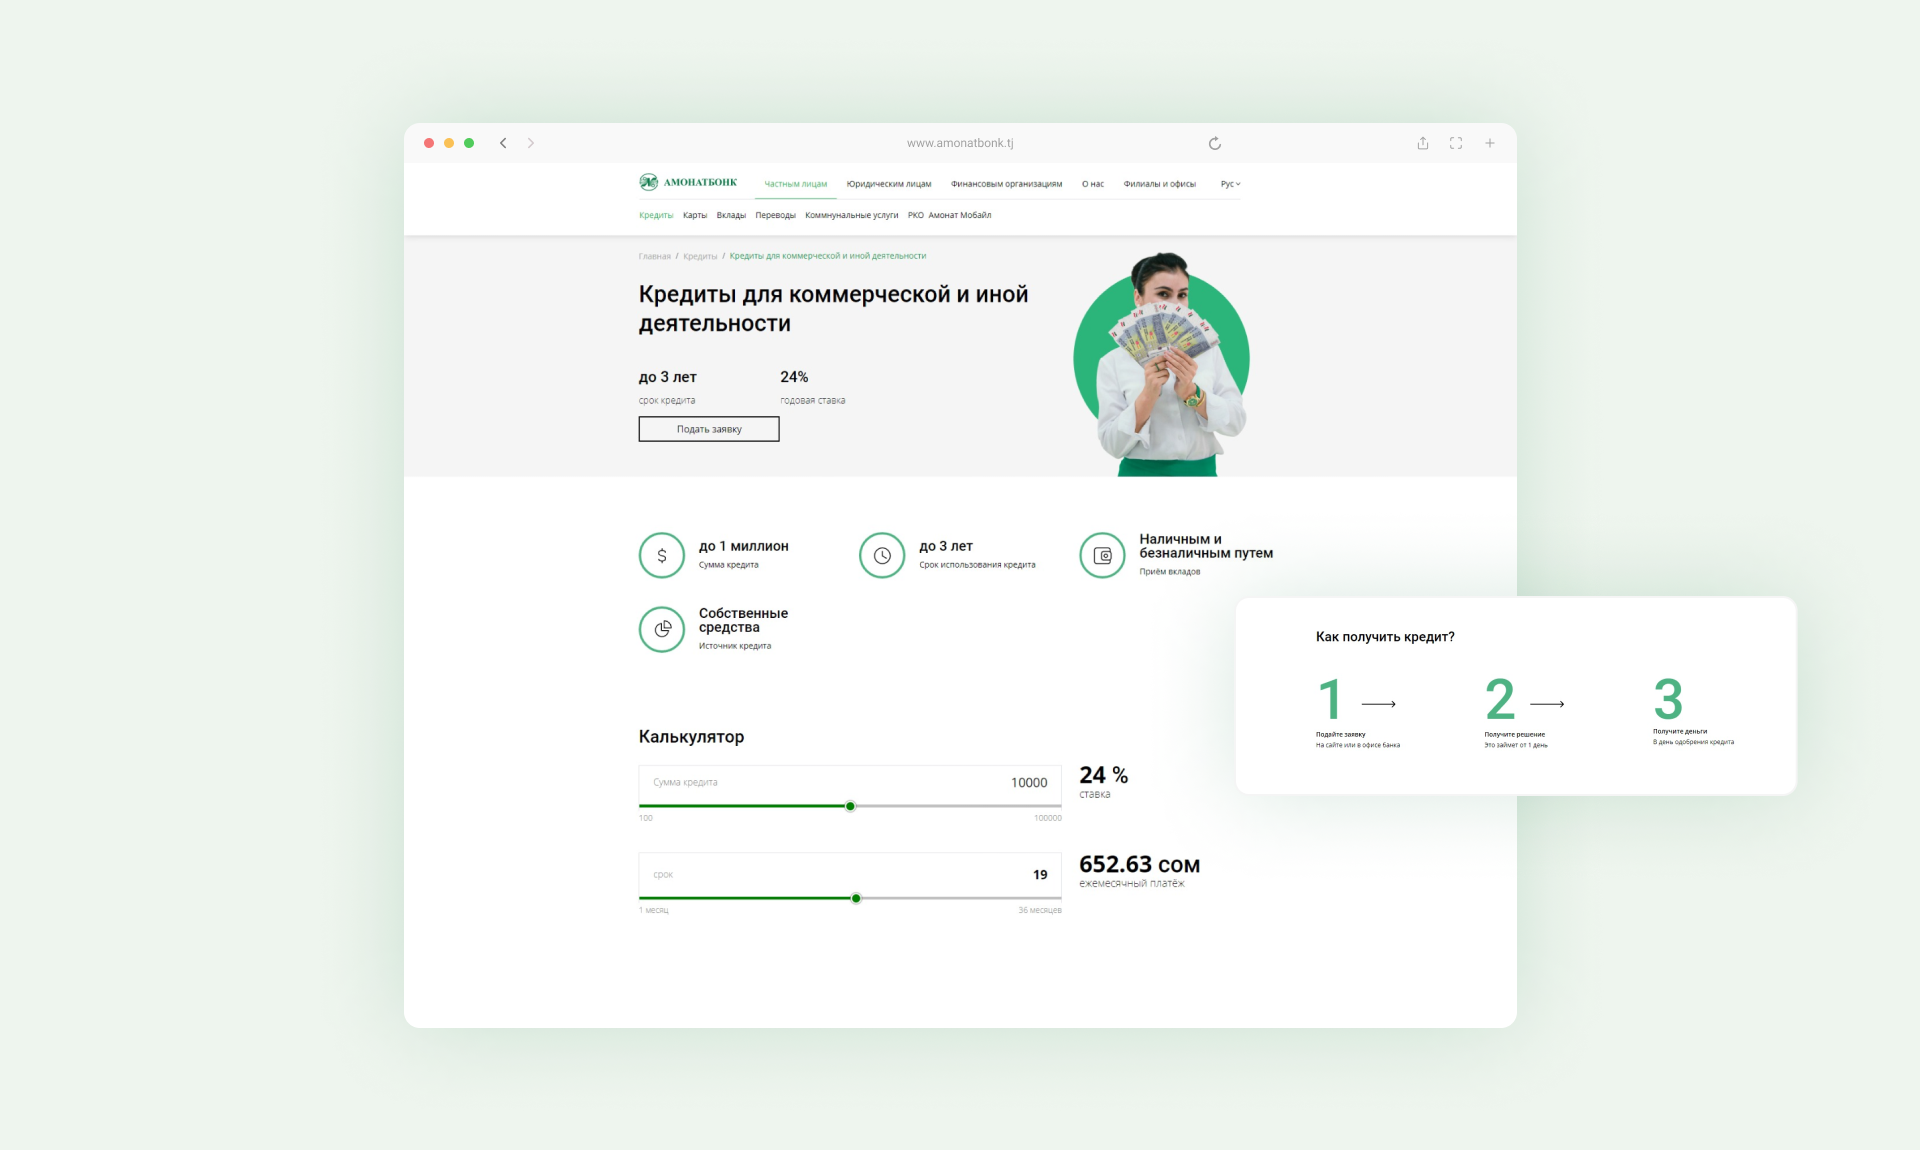 www.amonatbonk.tj
АМОНАТБОНК
Частным лицам
Юридическим лицам
Финансовым организациям
О нас
Филиалы и офисы
Рус
Кредиты
Карты
Вклады
Переводы
Коммнунальные услуги
РКО
Амонат Мобайл
Главная / Кредиты / Кредиты для коммерческой и иной деятельности
Кредиты для коммерческой и иной
деятельности
до 3 лет
срок кредита
24%
годовая ставка
Подать заявку
до 1 миллион
Сумма кредита
до 3 лет
Срок использования кредита
Наличным и
безналичным путем
Приём вкладов
Собственные
средства
Источник кредита
Как получить кредит?
1
Подайте заявку
На сайте или в офисе банка
2
Получите решение
Это займет от 1 день
3
Получите деньги
В день одобрения кредита
Калькулятор
Сумма кредита
10000
100
100000
24 %
ставка
срок
19
1 месяц
36 месяцев
652.63 сом
ежемесячный платёж